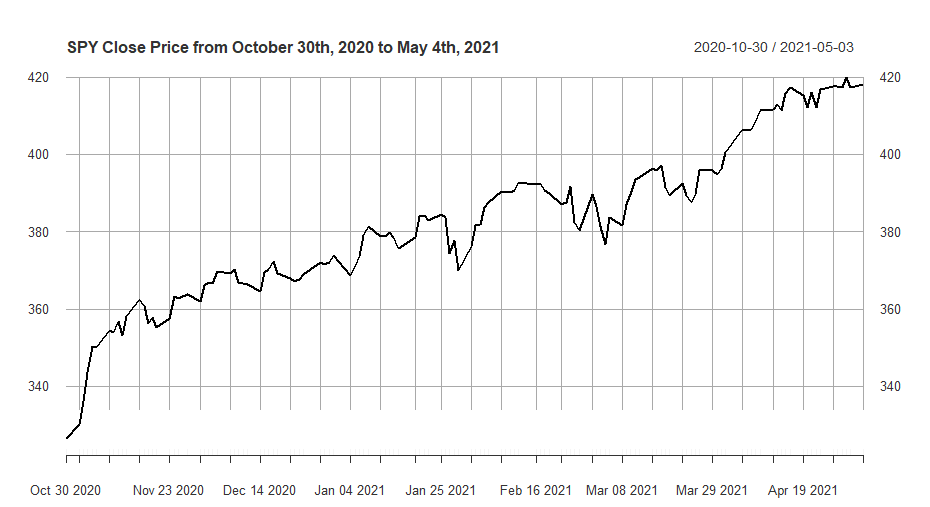 SPY Close Price from October 30th, 2020 to May 4th, 2021
2020-10-30 / 2021-05-03
420 420
400 400
380 380
360 360
340 340
Oct 30 2020 Nov 23 2020 Dec 14 2020 Jan 04 2021 Jan 25 2021 Feb 16 2021 Mar 08 2021 Mar 29 2021 Apr 19 2021